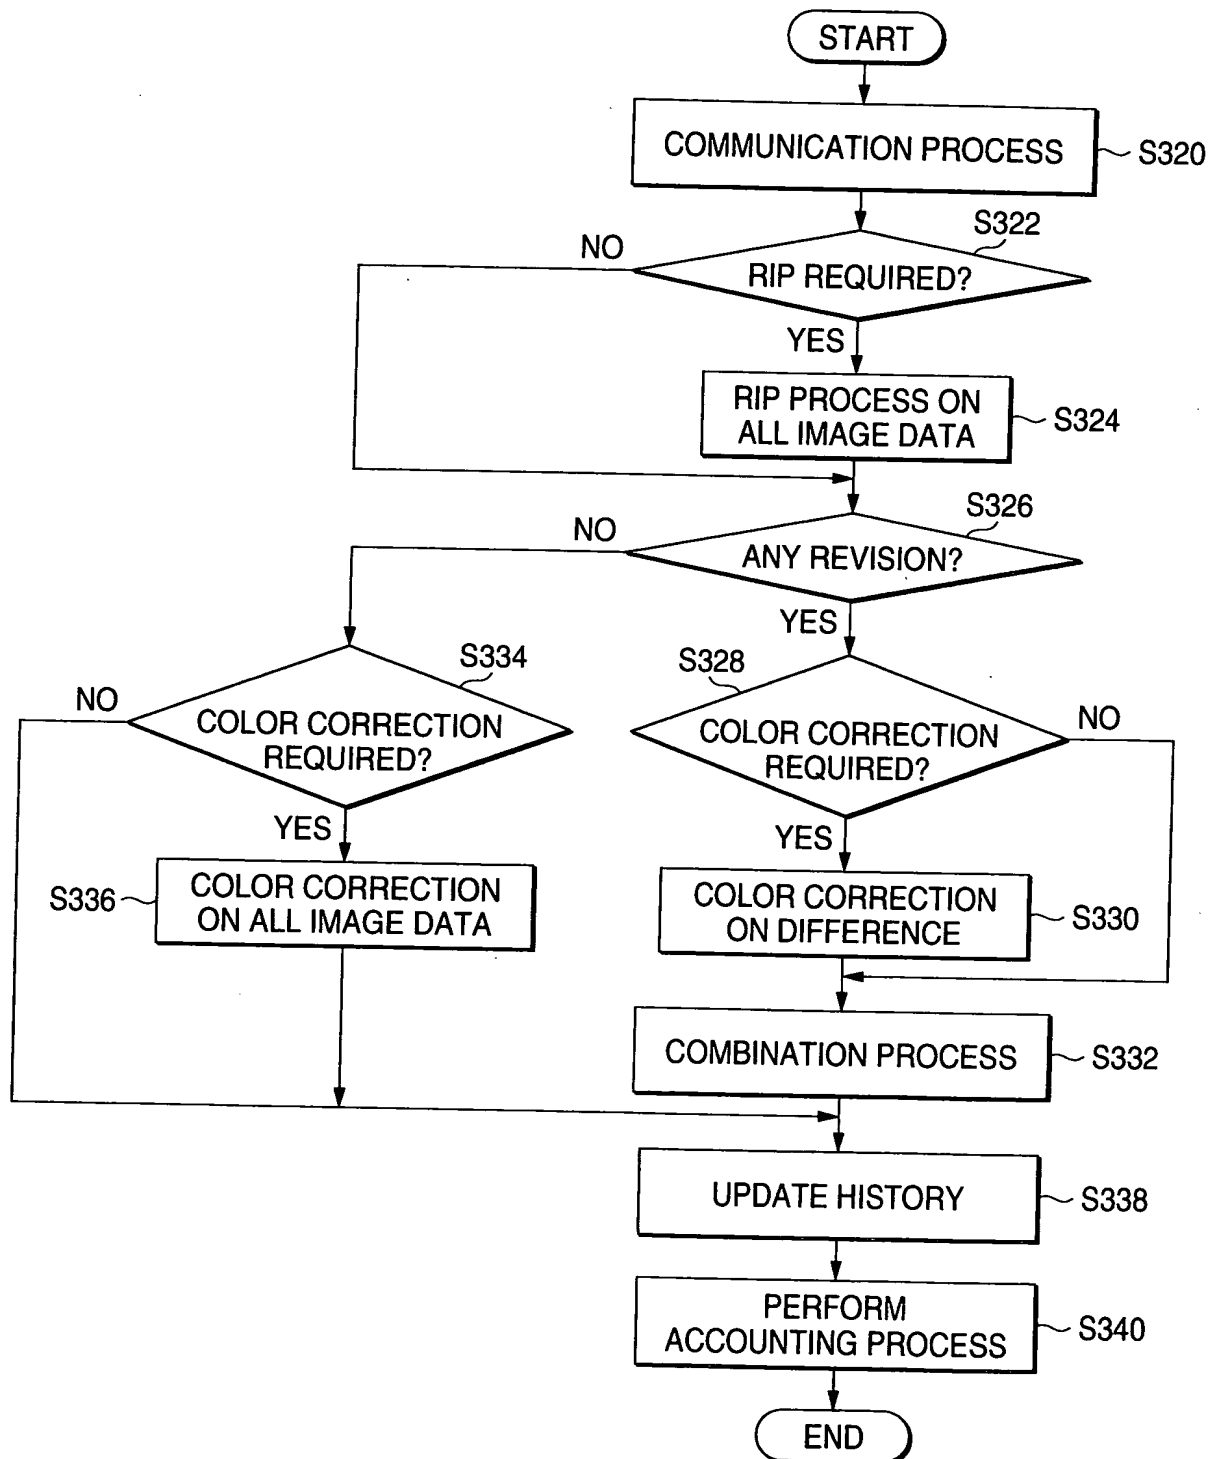 START
COMMUNICATION PROCESS
S320
S322
NO
RIP REQUIRED?
YES
RIP PROCESS ON
ALL IMAGE DATA
S324
S326
NO
ANY REVISION?
YES
S334
NO
COLOR CORRECTION
REQUIRED?
YES
S328
NO
COLOR CORRECTION
REQUIRED?
YES
S336
COLOR CORRECTION
ON ALL IMAGE DATA
COLOR CORRECTION
ON DIFFERENCE
S330
COMBINATION PROCESS
S332
UPDATE HISTORY
S338
PERFORM
ACCOUNTING PROCESS
S340
END